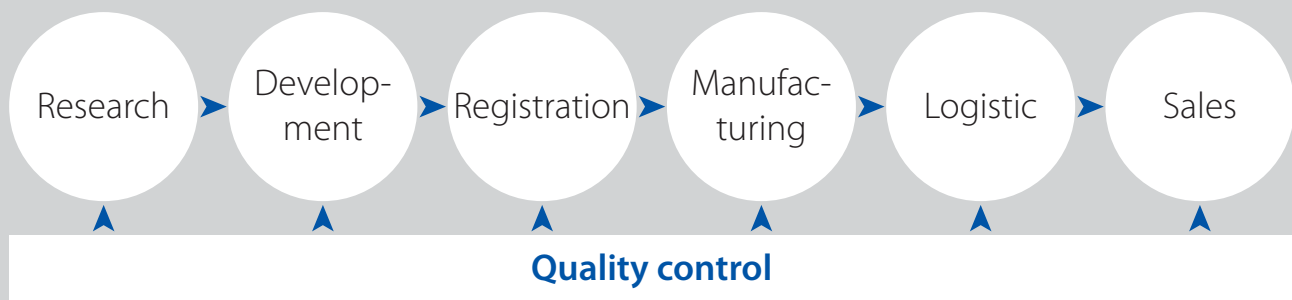 Research
Develop-
ment
Registration
Manufac-
turing
Logistic
Sales
Quality control